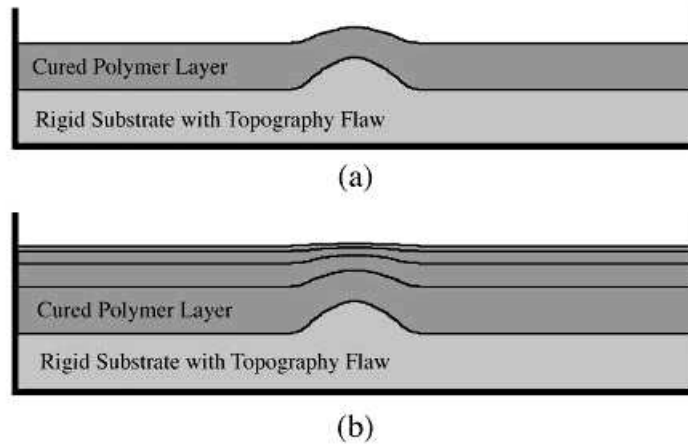 Cured Polymer Layer
Rigid Substrate with Topography Flaw
(a)
Cured Polymer Layer
Rigid Substrate with Topography Flaw
(b)